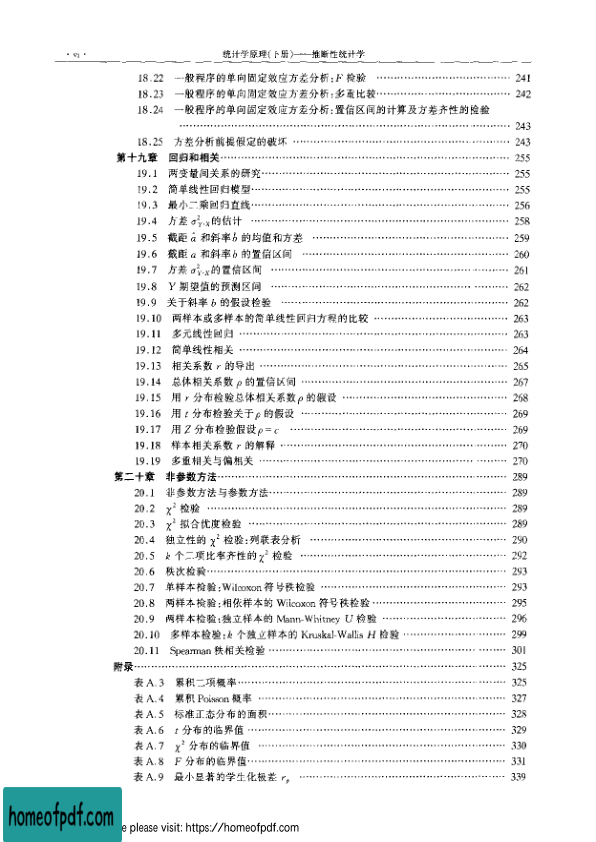 · vi · 统计学原理(下册)——推断性统计学
18.22 一般程序的单向固定效应方差分析:F 检验 …… 241
18.23 一般程序的单向固定效应方差分析:多重比较 …… 242
18.24 一般程序的单向固定效应方差分析:置信区间的计算及方差齐性的检验
…… 243
18.25 方差分析前提假定的破坏 …… 243
第十九章 回归和相关 …… 255
19.1 两变量间关系的研究 …… 255
19.2 简单线性回归模型 …… 255
19.3 最小二乘回归直线 …… 256
19.4 方差 σ²Y·X的估计 …… 258
19.5 截距 â 和斜率 b̂ 的均值和方差 …… 259
19.6 截距 a 和斜率 b 的置信区间 …… 260
19.7 方差 σ²Y·X的置信区间 …… 261
19.8 Y 期望值的预测区间 …… 262
19.9 关于斜率 b 的假设检验 …… 262
19.10 两样本或多样本的简单线性回归方程的比较 …… 263
19.11 多元线性回归 …… 263
19.12 简单线性相关 …… 264
19.13 相关系数 r 的导出 …… 265
19.14 总体相关系数 ρ 的置信区间 …… 267
19.15 用 r 分布检验总体相关系数 ρ 的假设 …… 268
19.16 用 t 分布检验关于 ρ 的假设 …… 269
19.17 用 Z 分布检验假设 ρ = c …… 269
19.18 样本相关系数 r 的解释 …… 270
19.19 多重相关与偏相关 …… 270
第二十章 非参数方法 …… 289
20.1 非参数方法与参数方法 …… 289
20.2 χ² 检验 …… 289
20.3 χ² 拟合优度检验 …… 289
20.4 独立性的 χ² 检验:列联表分析 …… 290
20.5 k 个二项比率齐性的 χ² 检验 …… 292
20.6 秩次检验 …… 293
20.7 单样本检验:Wilcoxon 符号秩检验 …… 293
20.8 两样本检验:相依样本的 Wilcoxon 符号秩检验 …… 295
20.9 两样本检验:独立样本的 Mann-Whitney U 检验 …… 296
20.10 多样本检验:k 个独立样本的 Kruskal-Wallis H 检验 …… 299
20.11 Spearman 秩相关检验 …… 301
附录 …… 325
表 A.3 累积二项概率 …… 325
表 A.4 累积 Poisson 概率 …… 327
表 A.5 标准正态分布的面积 …… 328
表 A.6 t 分布的临界值 …… 329
表 A.7 χ² 分布的临界值 …… 330
表 A.8 F 分布的临界值 …… 331
表 A.9 最小显著的学生化极差 rp …… 339
homeofpdf.com
e please visit: https://homeofpdf.com